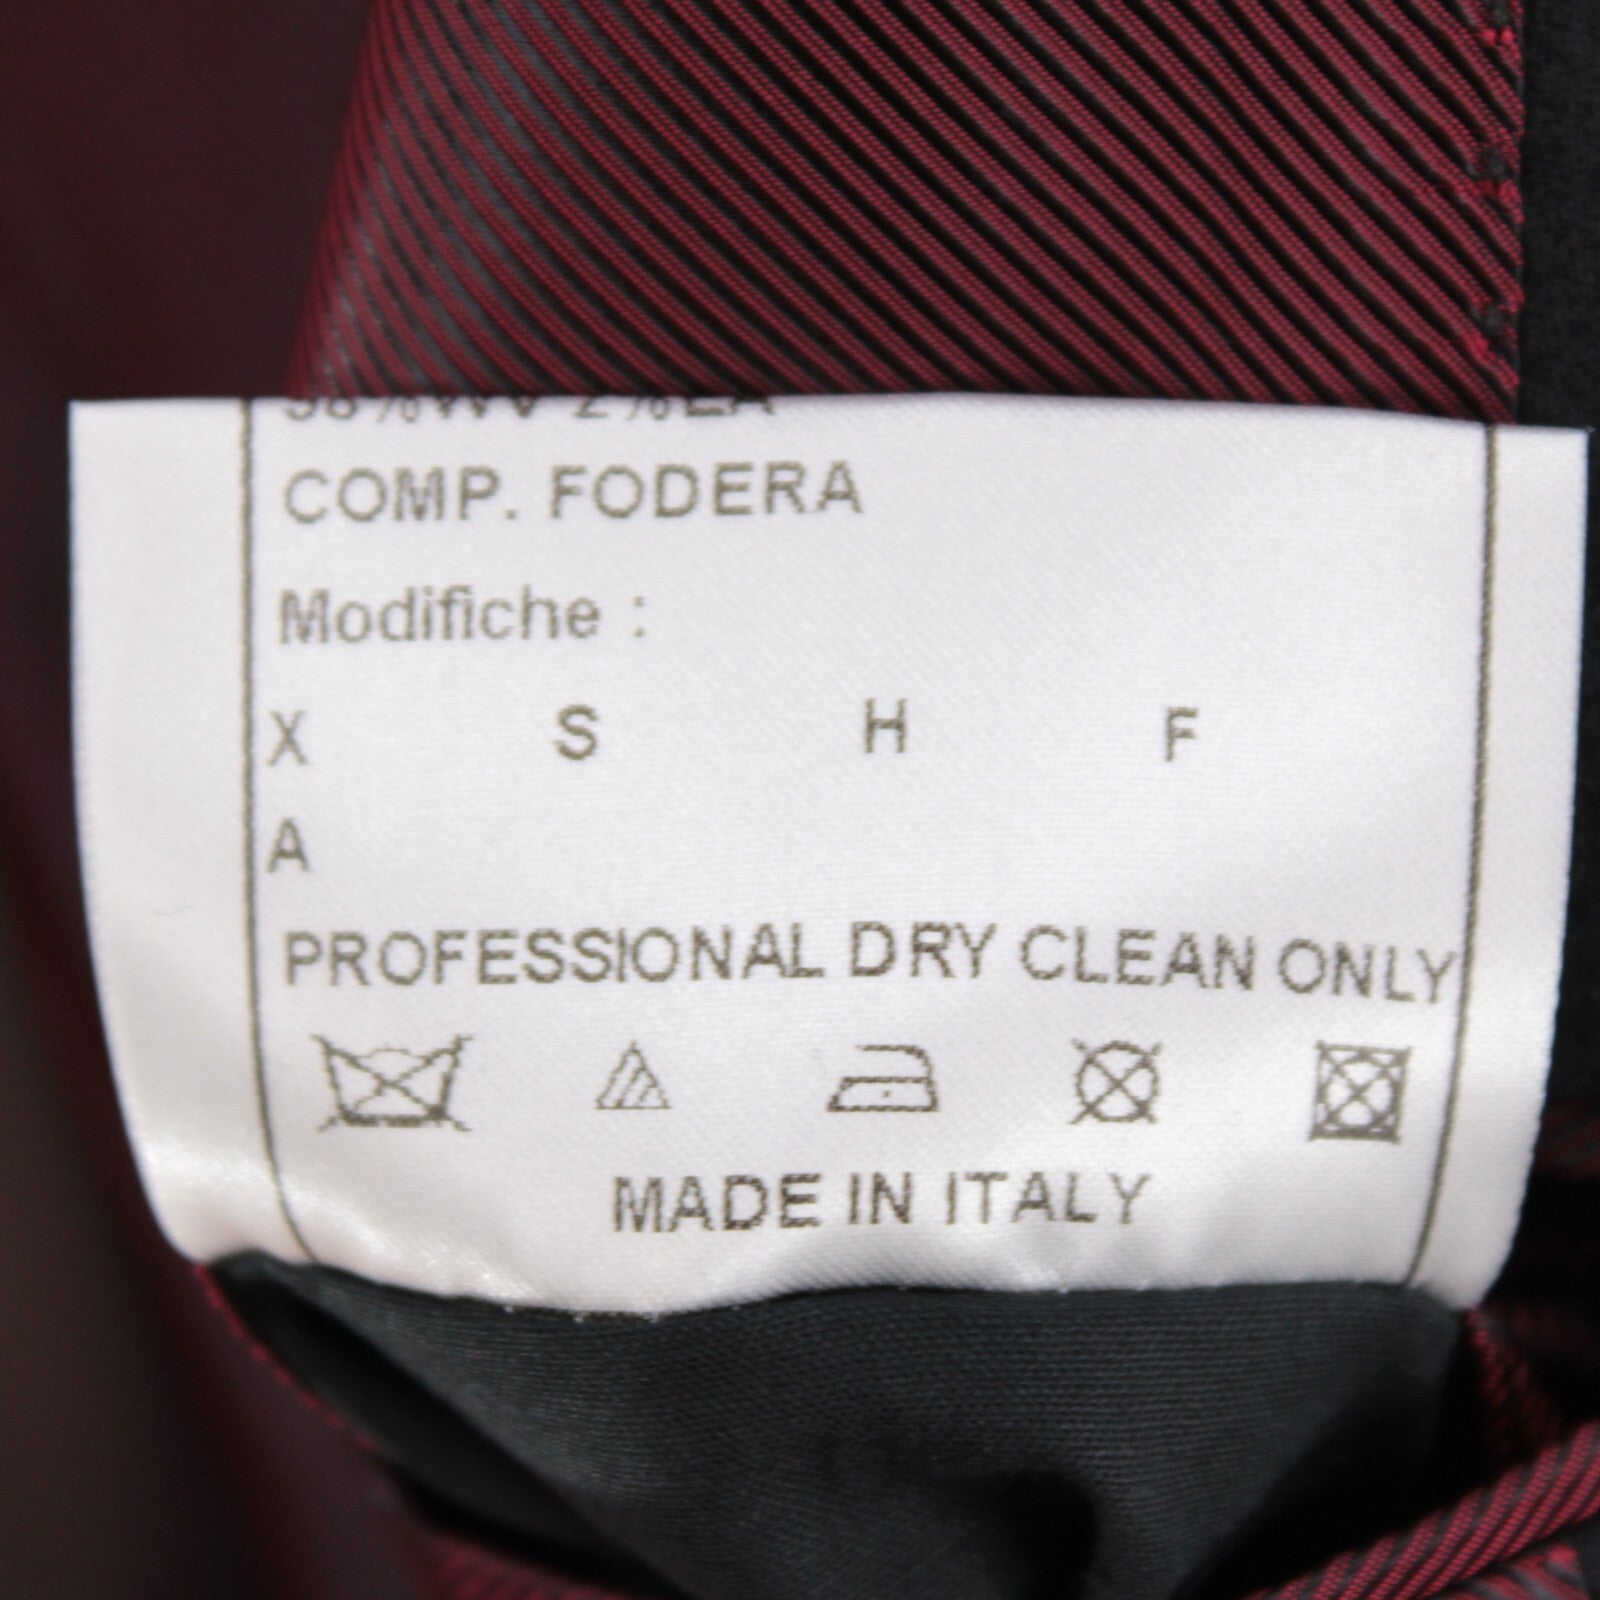 COMP. FODERA
Modifiche :
X S H F
A
PROFESSIONAL DRY CLEAN ONLY
MADE IN ITALY